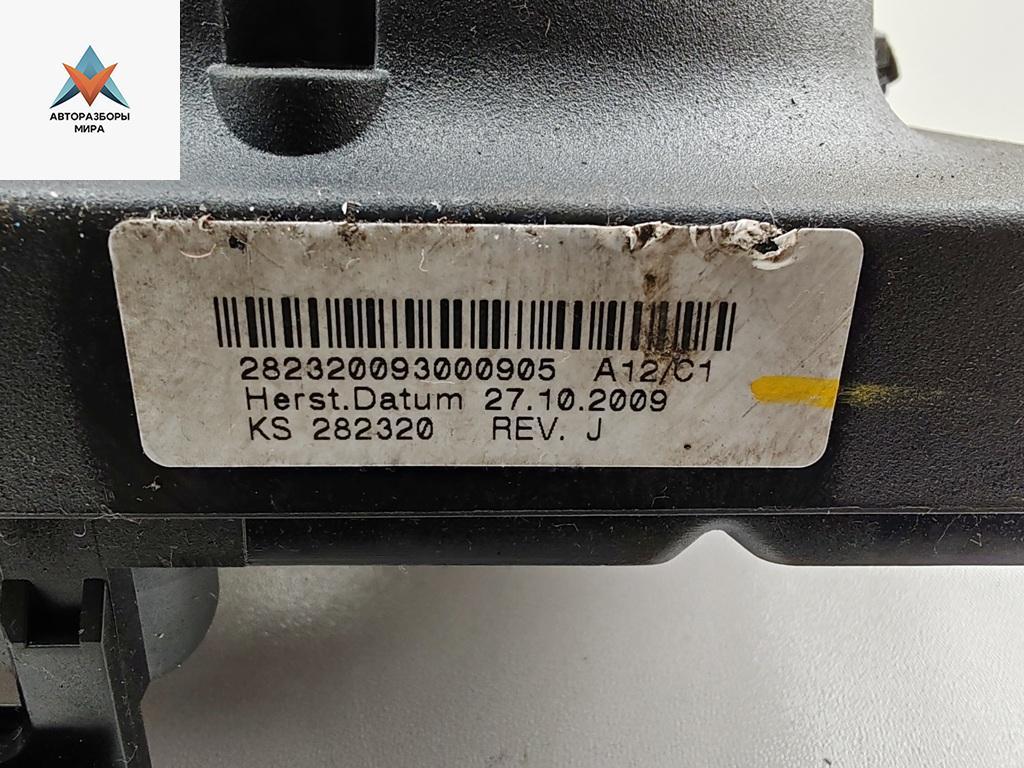 АВТОРАЗБОРЫ
МИРА
282320093000905 A12/C1
Herst.Datum 27.10.2009
KS 282320 REV. J